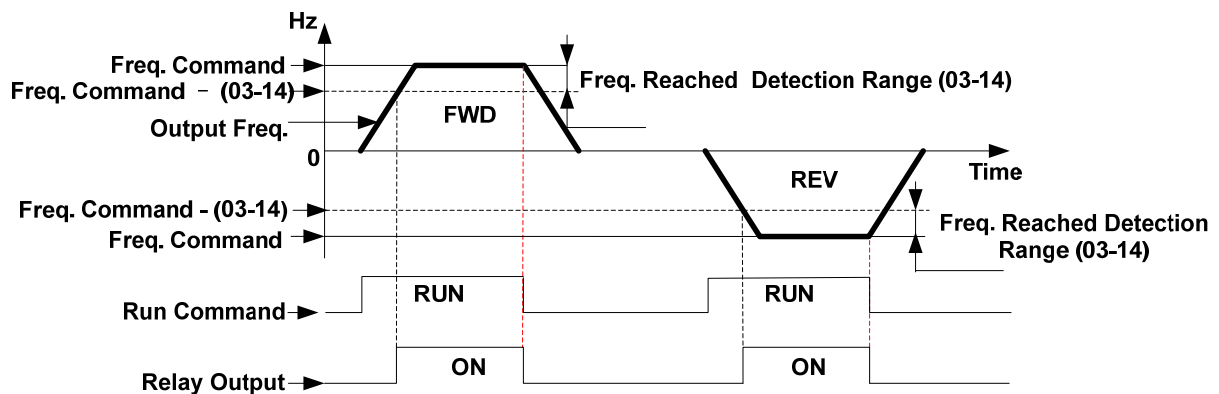 Hz
Freq. Command
Freq. Command - (03-14)
Freq. Reached Detection Range (03-14)
Output Freq.
FWD
0
Time
REV
Freq. Command - (03-14)
Freq. Command
Freq. Reached Detection
Range (03-14)
Run Command
RUN
RUN
Relay Output
ON
ON